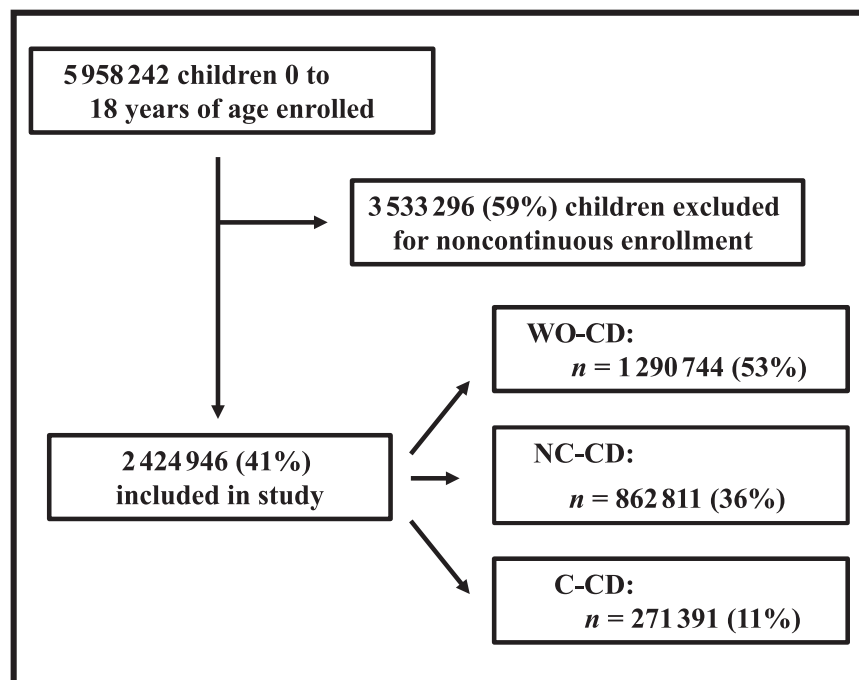 5 958 242 children 0 to
18 years of age enrolled
3 533 296 (59%) children excluded
for noncontinuous enrollment
WO-CD:
n = 1 290 744 (53%)
2 424 946 (41%)
included in study
NC-CD:
n = 862 811 (36%)
C-CD:
n = 271 391 (11%)